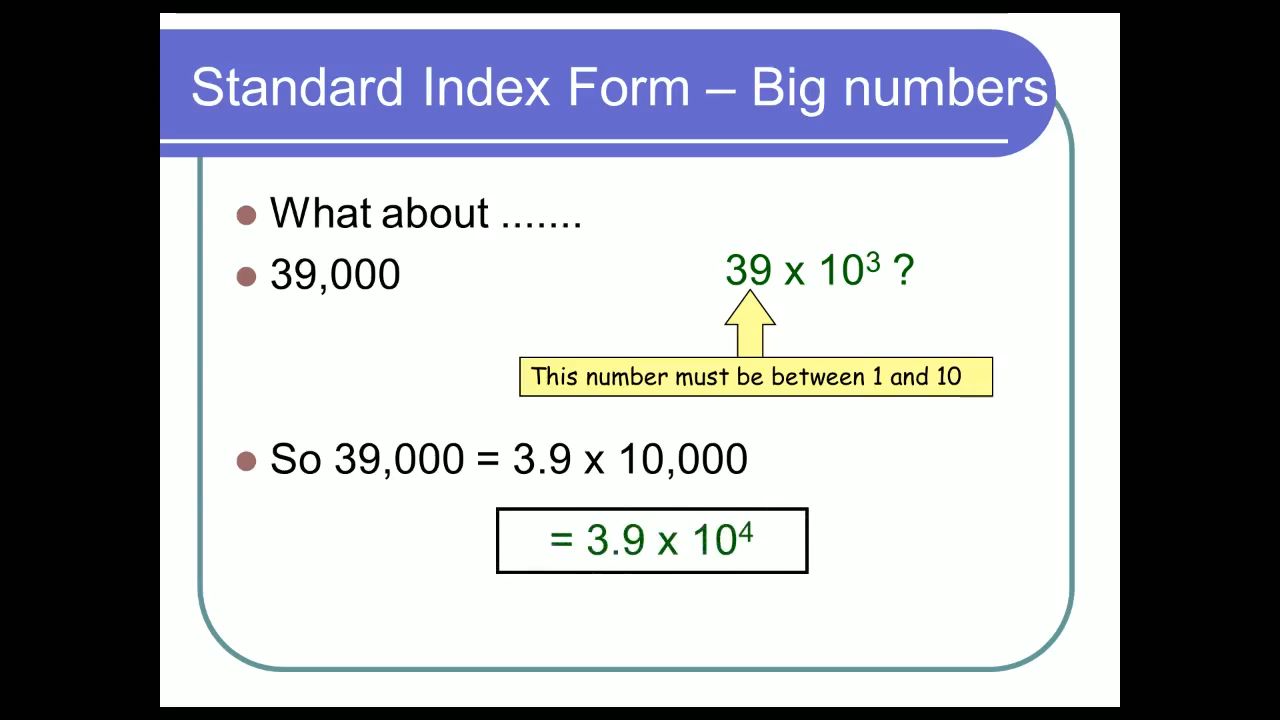 Standard Index Form – Big numbers
What about .......
39,000
39 x 10³ ?
This number must be between 1 and 10
So 39,000 = 3.9 x 10,000
= 3.9 x 10⁴